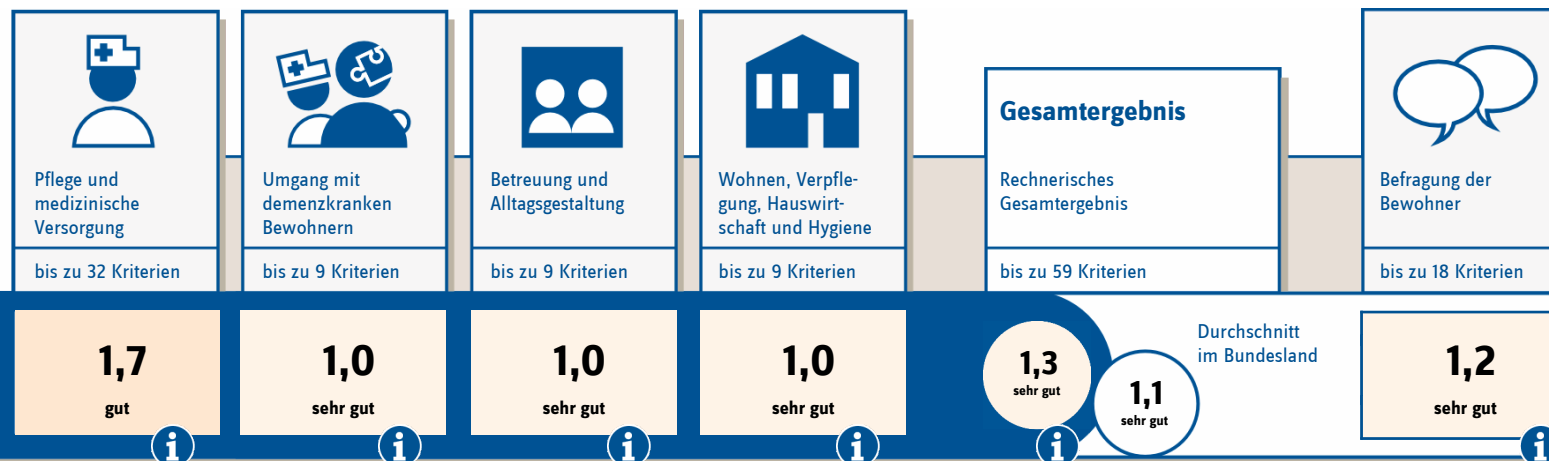 Pflege und
medizinische
Versorgung
bis zu 32 Kriterien
1,7
gut
i
Umgang mit
demenzkranken
Bewohnern
bis zu 9 Kriterien
1,0
sehr gut
i
Betreuung und
Alltagsgestaltung
bis zu 9 Kriterien
1,0
sehr gut
i
Wohnen, Verpfle-
gung, Hauswirt-
schaft und Hygiene
bis zu 9 Kriterien
1,0
sehr gut
i
Gesamtergebnis
Rechnerisches
Gesamtergebnis
bis zu 59 Kriterien
1,3
sehr gut
i
1,1
sehr gut
Durchschnitt
im Bundesland
Befragung der
Bewohner
bis zu 18 Kriterien
1,2
sehr gut
i